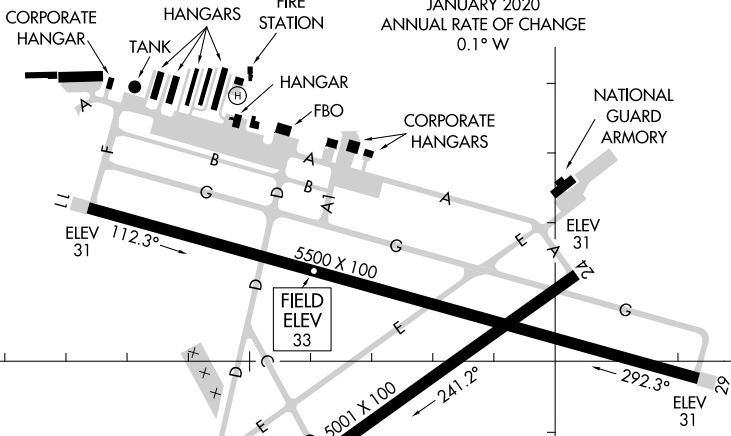 JANUARY 2020
ANNUAL RATE OF CHANGE
0.1° W
CORPORATE
HANGAR
HANGARS
FIRE
STATION
TANK
H
HANGAR
FBO
CORPORATE
HANGARS
NATIONAL
GUARD
ARMORY
A
F
B
A
B
D
A1
G
A
11
ELEV
31
112.3°
5500 X 100
G
E
A
ELEV
31
24
FIELD
ELEV
33
D
E
G
D
C
E
5001 X 100
241.2°
292.3°
29
ELEV
31